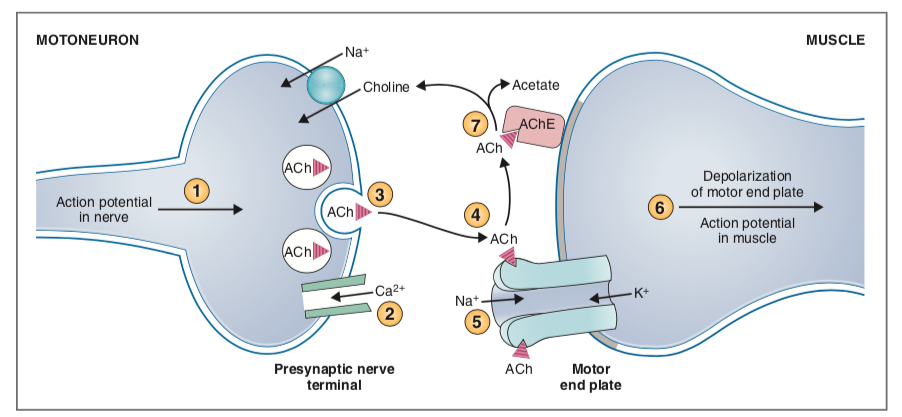 MOTONEURON
MUSCLE
Na⁺
Choline
Acetate
AChE
7
ACh
ACh
1
Action potential
in nerve
3
ACh
4
ACh
6
Depolarization
of motor end plate
Action potential
in muscle
ACh
Ca²⁺
2
Na⁺
5
K⁺
ACh
Presynaptic nerve
terminal
Motor
end plate